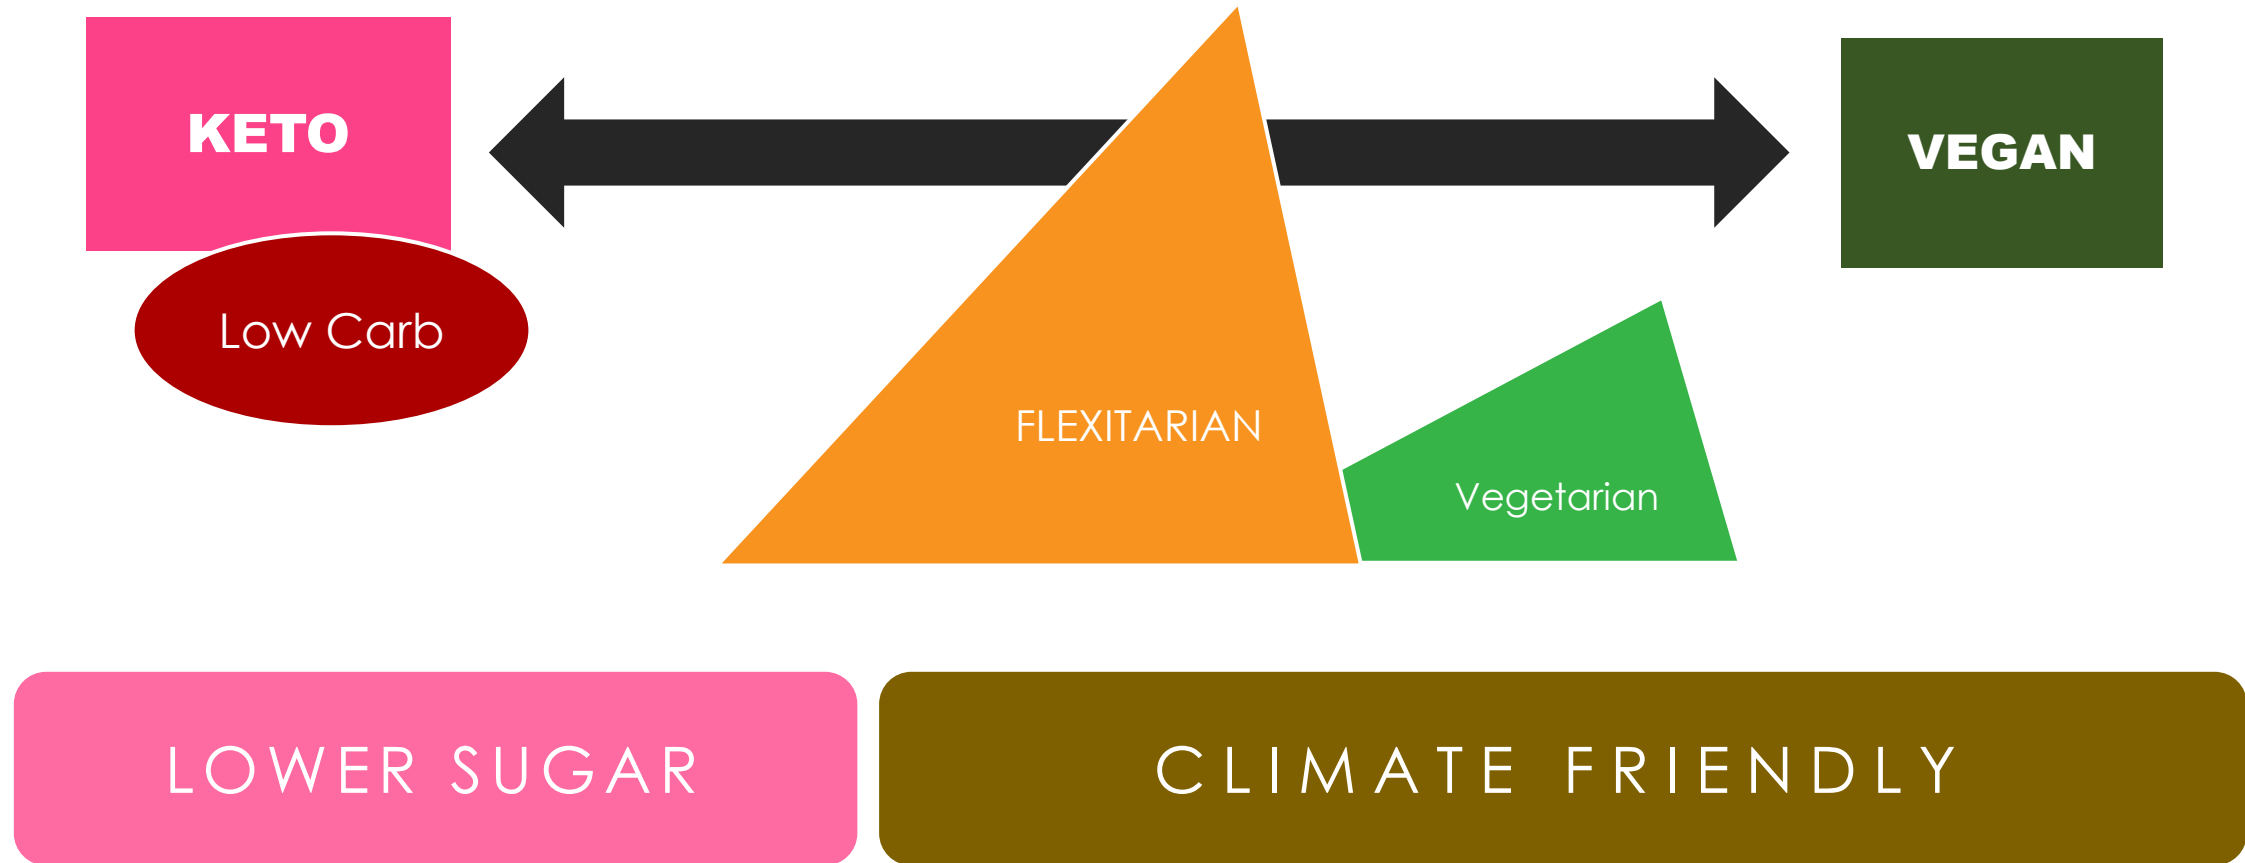 KETO
VEGAN
Low Carb
FLEXITARIAN
Vegetarian
LOWER SUGAR
CLIMATE FRIENDLY